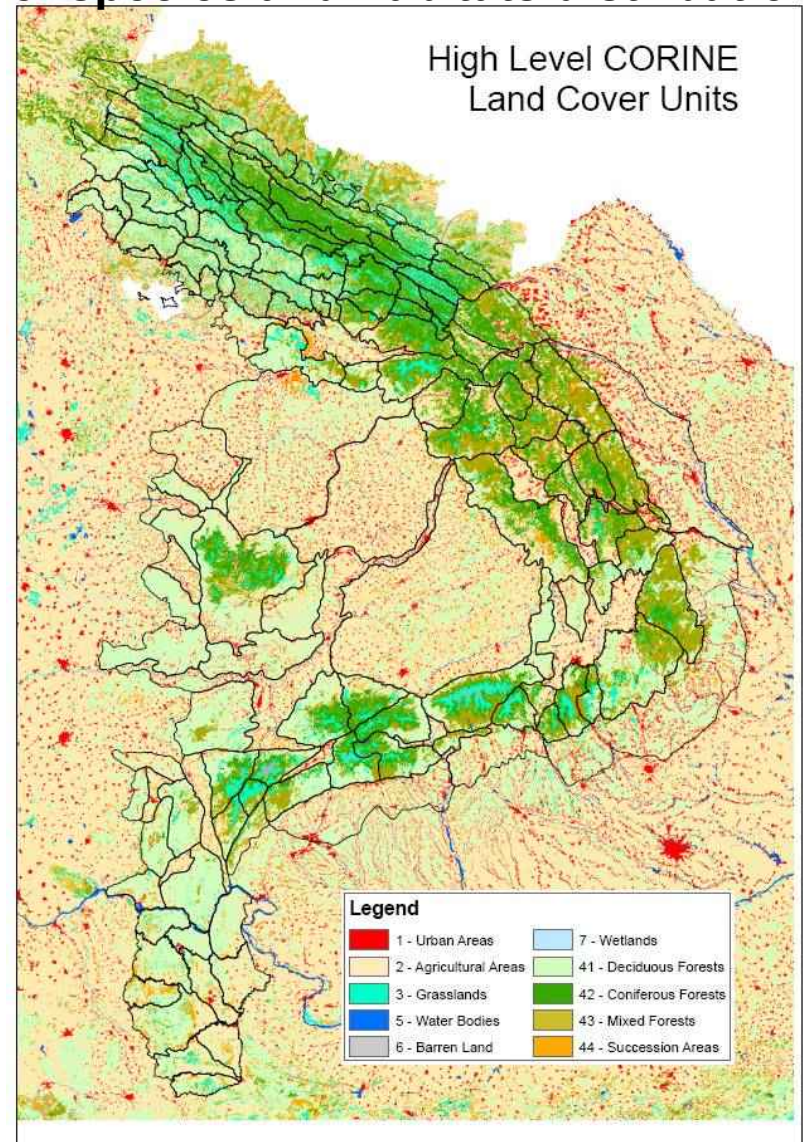 High Level CORINE
Land Cover Units
Legend
1 - Urban Areas
2 - Agricultural Areas
3 - Grasslands
5 - Water Bodies
6 - Barren Land
7 - Wetlands
41 - Deciduous Forests
42 - Coniferous Forests
43 - Mixed Forests
44 - Succession Areas